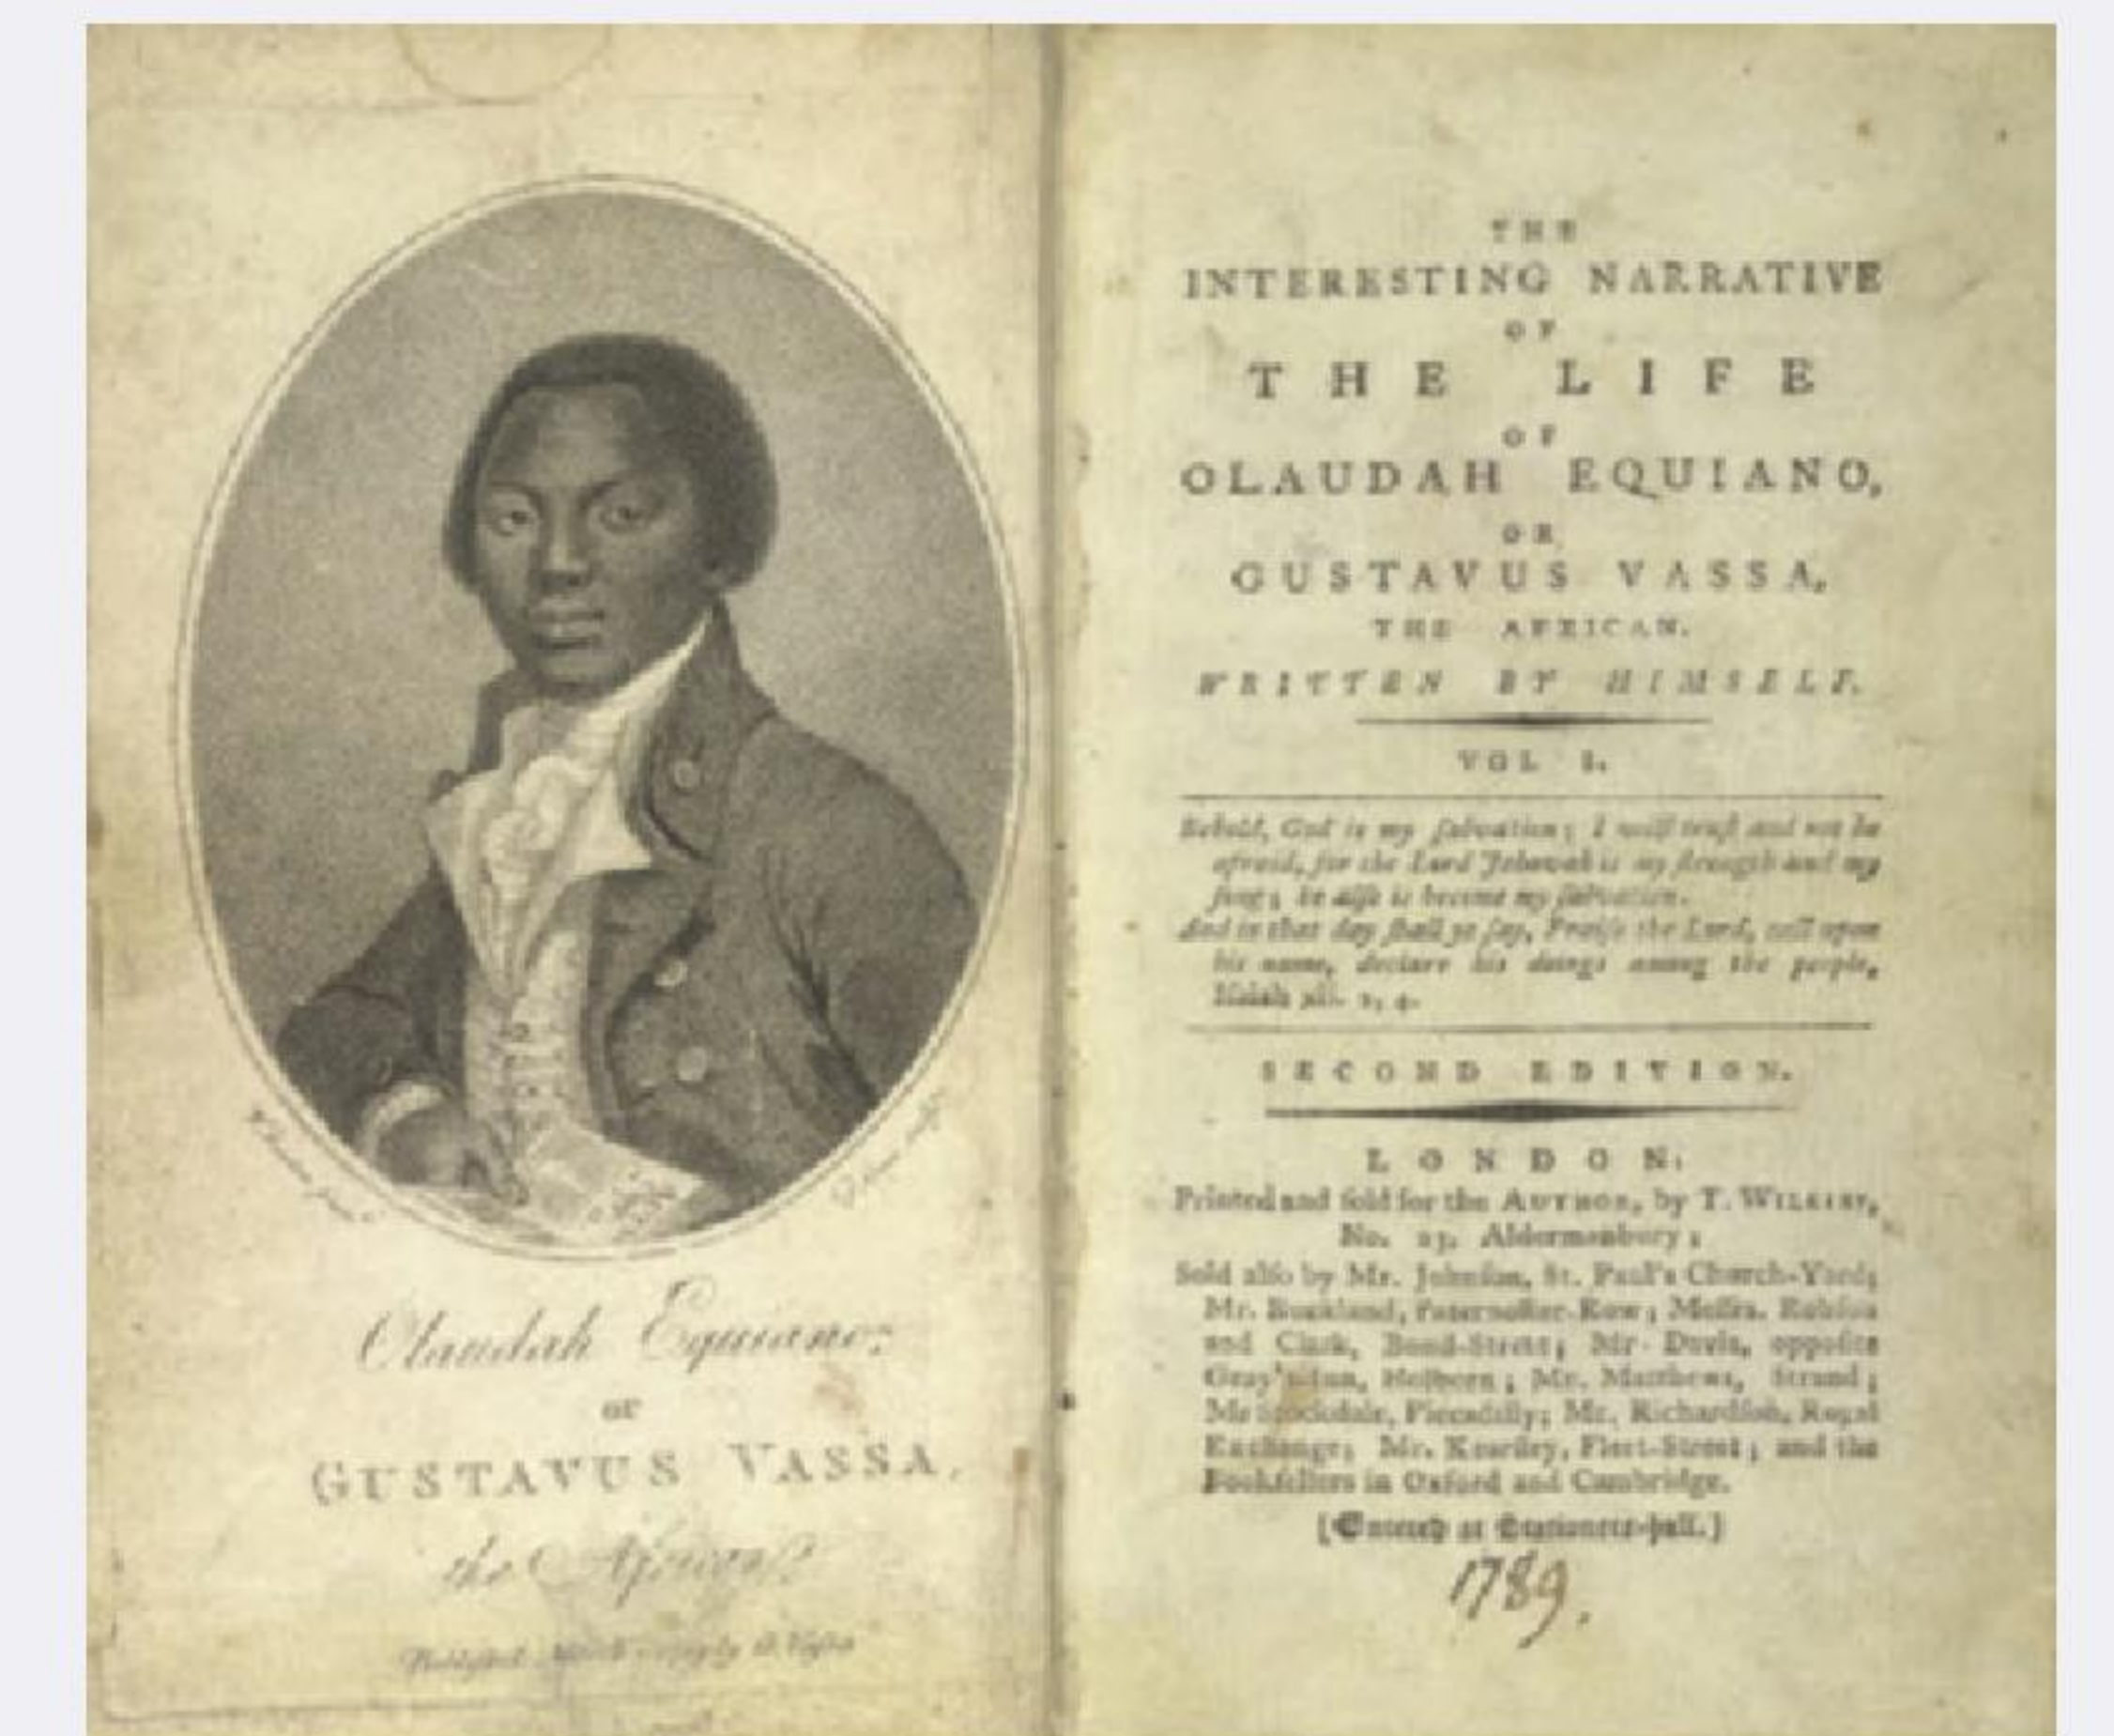 Olaudah Equiano;
or
GUSTAVUS VASSA,
the African
Published March by G. Vassa
THE
INTERESTING NARRATIVE
OF
THE LIFE
OF
OLAUDAH EQUIANO,
OR
GUSTAVUS VASSA,
THE AFRICAN.
WRITTEN BY HIMSELF.
VOL I.
Behold, God is my ſalvation; I will truſt and not be
afraid, for the Lord Jehovah is my ſtrength and my
ſong; he alſo is become my ſalvation.
And in that day ſhall ye ſay, Praiſe the Lord, call upon
his name, declare his doings among the people,
Iſaiah xii. 2, 4.
SECOND EDITION.
LONDON:
Printed and ſold for the AUTHOR, by T. WILKINS,
No. 23. Aldermanbury;
Sold alſo by Mr. Johnſon, St. Paul's Church-Yard;
Mr. Buckland, Paternoſter-Row; Meſſrs. Robſon
and Clark, Bond-Street; Mr. Davis, oppoſite
Gray's Inn, Holborn; Mr. Matthews, Strand;
Mr Stockdale, Piccadilly; Mr. Richardſon, Royal
Exchange; Mr. Kearſley, Fleet-Street; and the
Bookſellers in Oxford and Cambridge.
[Entered at Stationers-hall.]
1789.